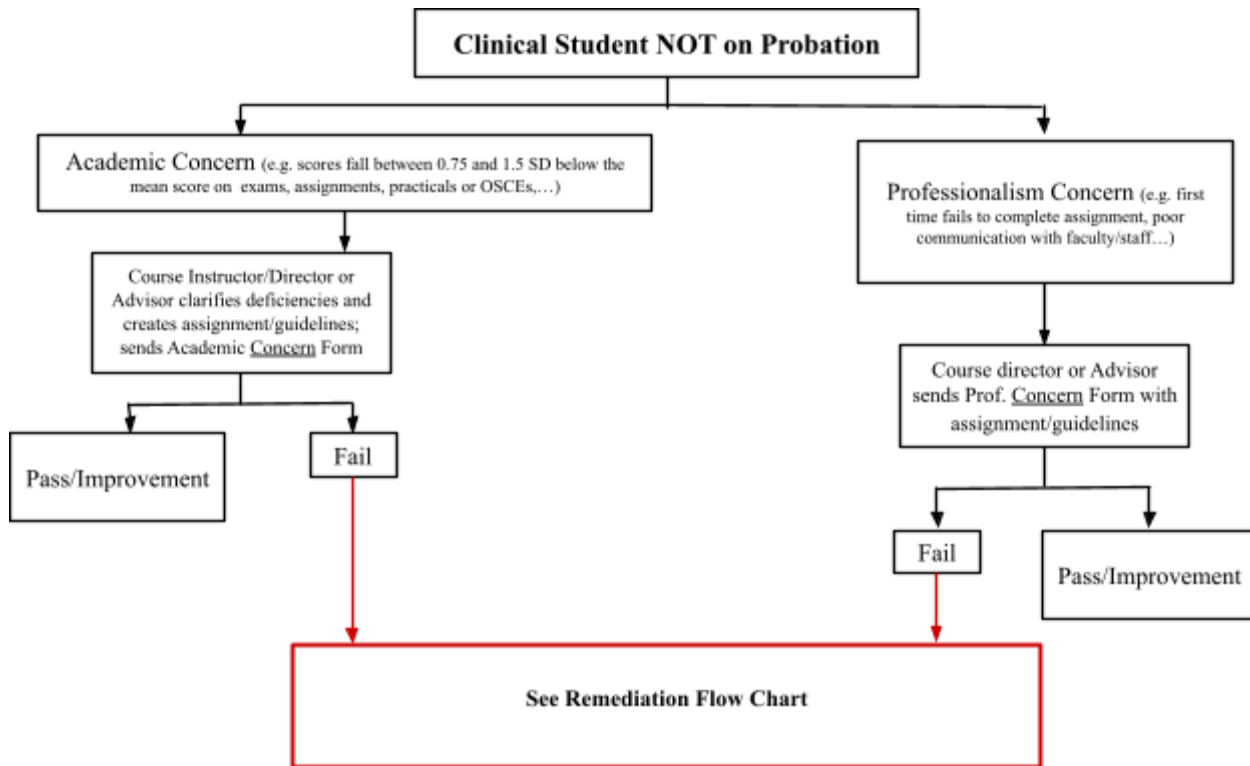 Clinical Student NOT on Probation
Academic Concern (e.g. scores fall between 0.75 and 1.5 SD below the
mean score on exams, assignments, practicals or OSCEs,…)
Professionalism Concern (e.g. first
time fails to complete assignment, poor
communication with faculty/staff…)
Course Instructor/Director or
Advisor clarifies deficiencies and
creates assignment/guidelines;
sends Academic Concern Form
Course director or Advisor
sends Prof. Concern Form with
assignment/guidelines
Pass/Improvement
Fail
Fail
Pass/Improvement
See Remediation Flow Chart